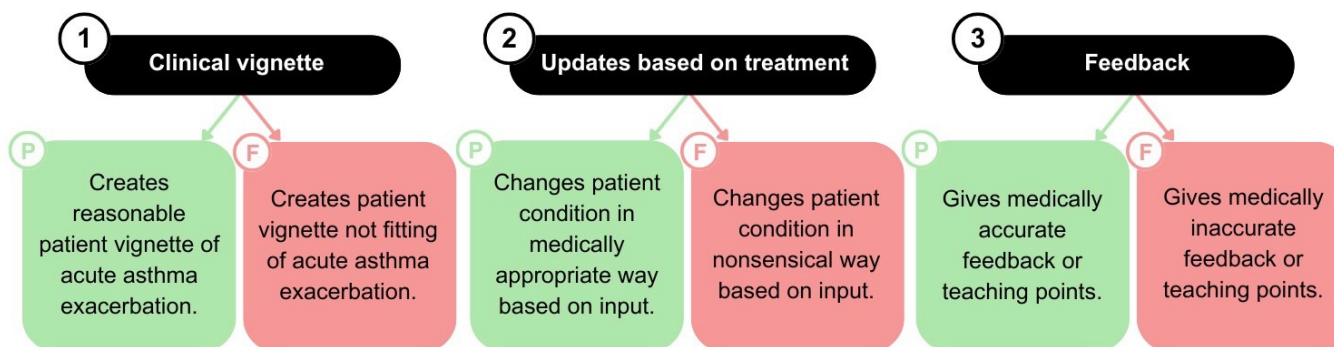 1
Clinical vignette
P
Creates
reasonable
patient vignette of
acute asthma
exacerbation.
F
Creates patient
vignette not fitting
of acute asthma
exacerbation.
2
Updates based on treatment
P
Changes patient
condition in
medically
appropriate way
based on input.
F
Changes patient
condition in
nonsensical way
based on input.
3
Feedback
P
Gives medically
accurate
feedback or
teaching points.
F
Gives medically
inaccurate
feedback or
teaching points.